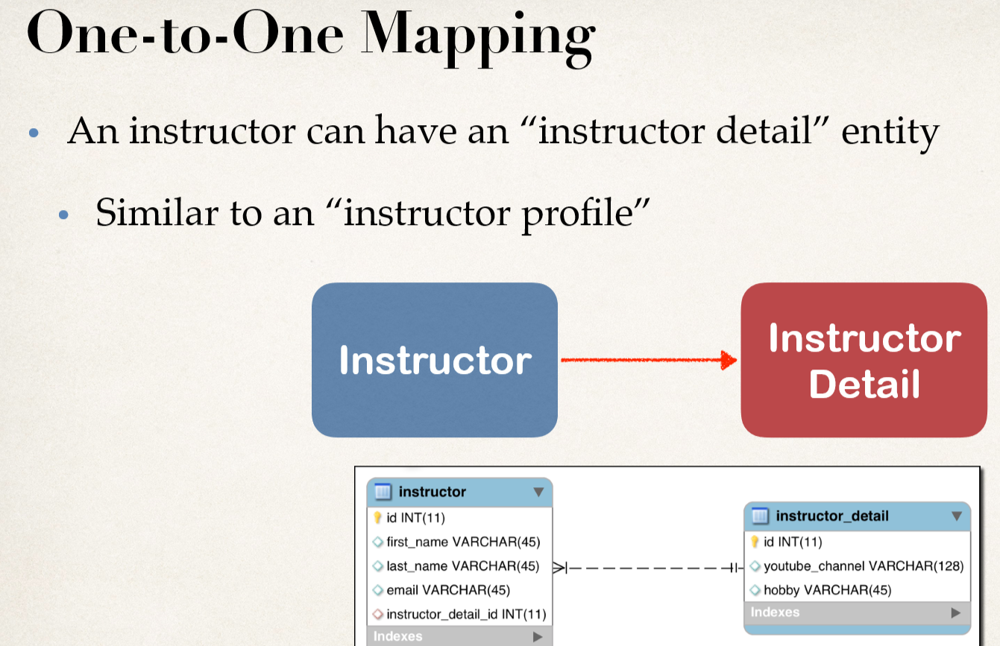 One-to-One Mapping
• An instructor can have an “instructor detail” entity
• Similar to an “instructor profile”
Instructor
Instructor
Detail
instructor
id INT(11)
first_name VARCHAR(45)
last_name VARCHAR(45)
email VARCHAR(45)
instructor_detail_id INT(11)
Indexes
instructor_detail
id INT(11)
youtube_channel VARCHAR(128)
hobby VARCHAR(45)
Indexes